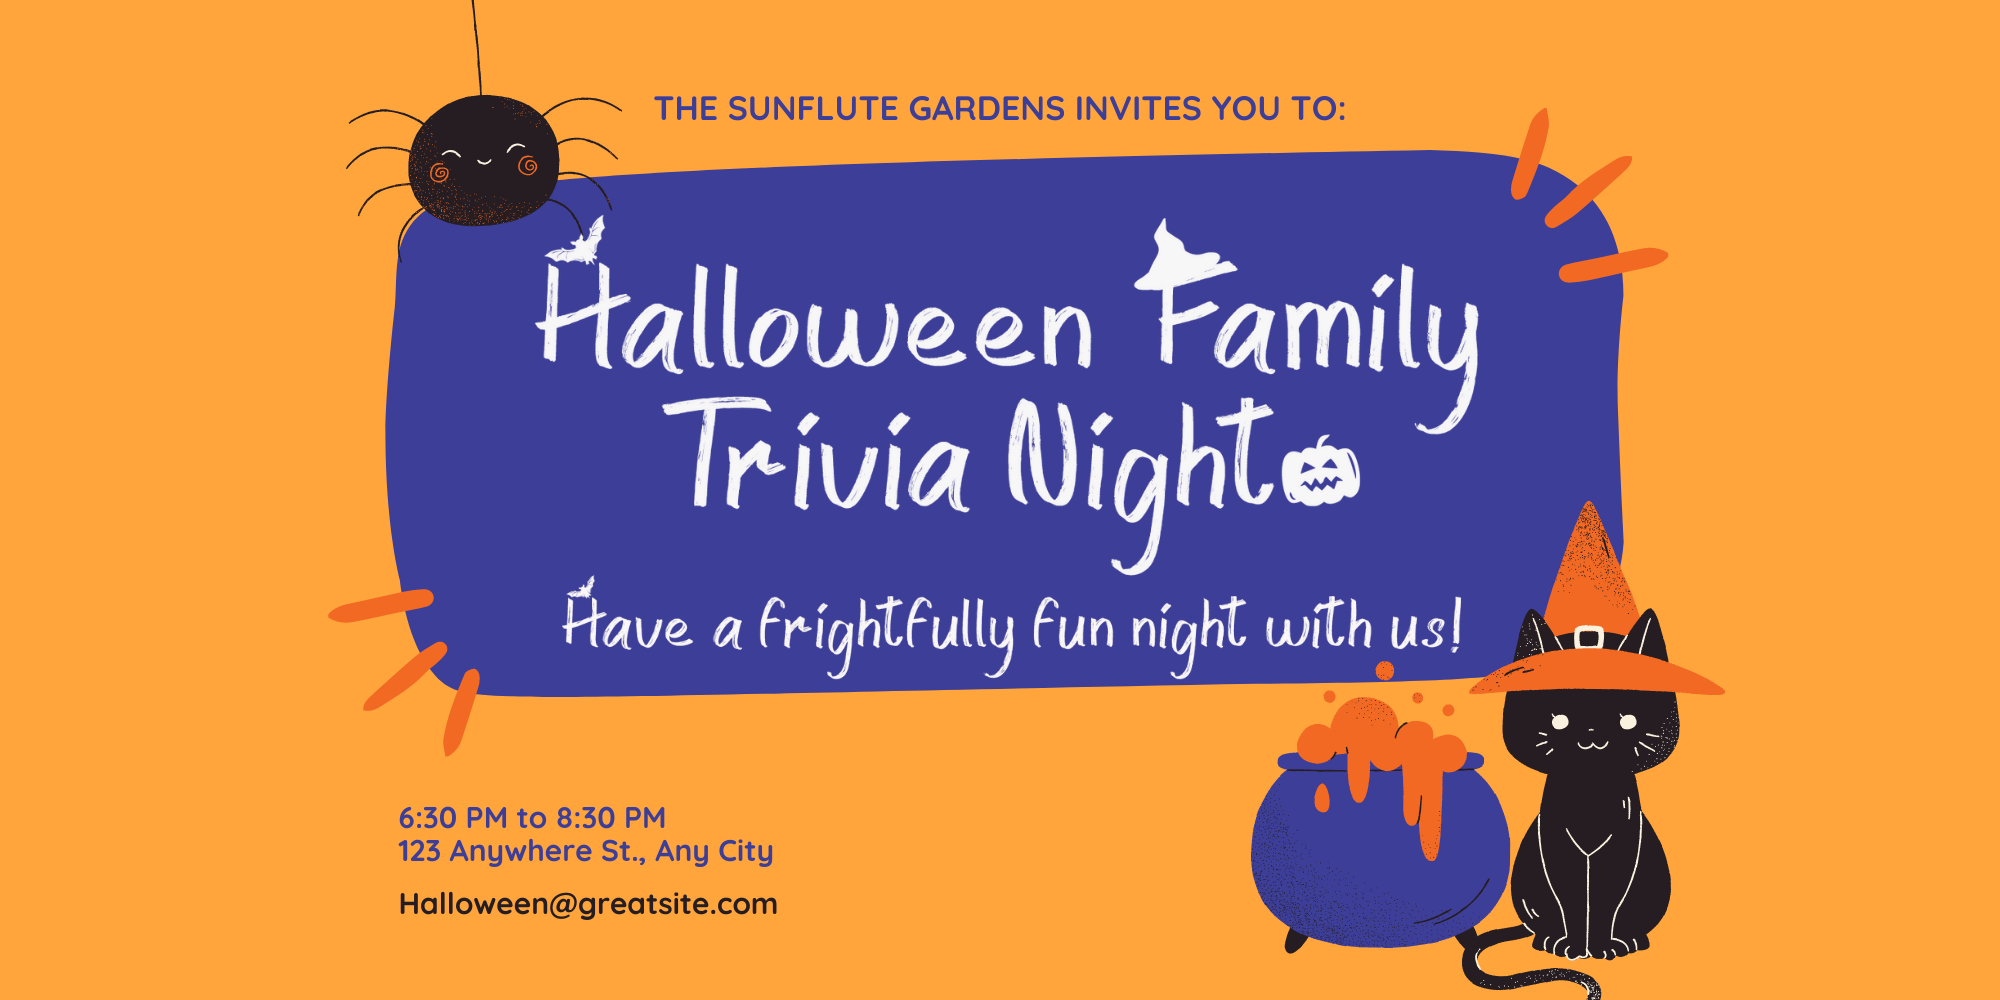 THE SUNFLUTE GARDENS INVITES YOU TO:
Halloween Family
Trivia Night
Have a frightfully fun night with us!
6:30 PM to 8:30 PM
123 Anywhere St., Any City
Halloween@greatsite.com